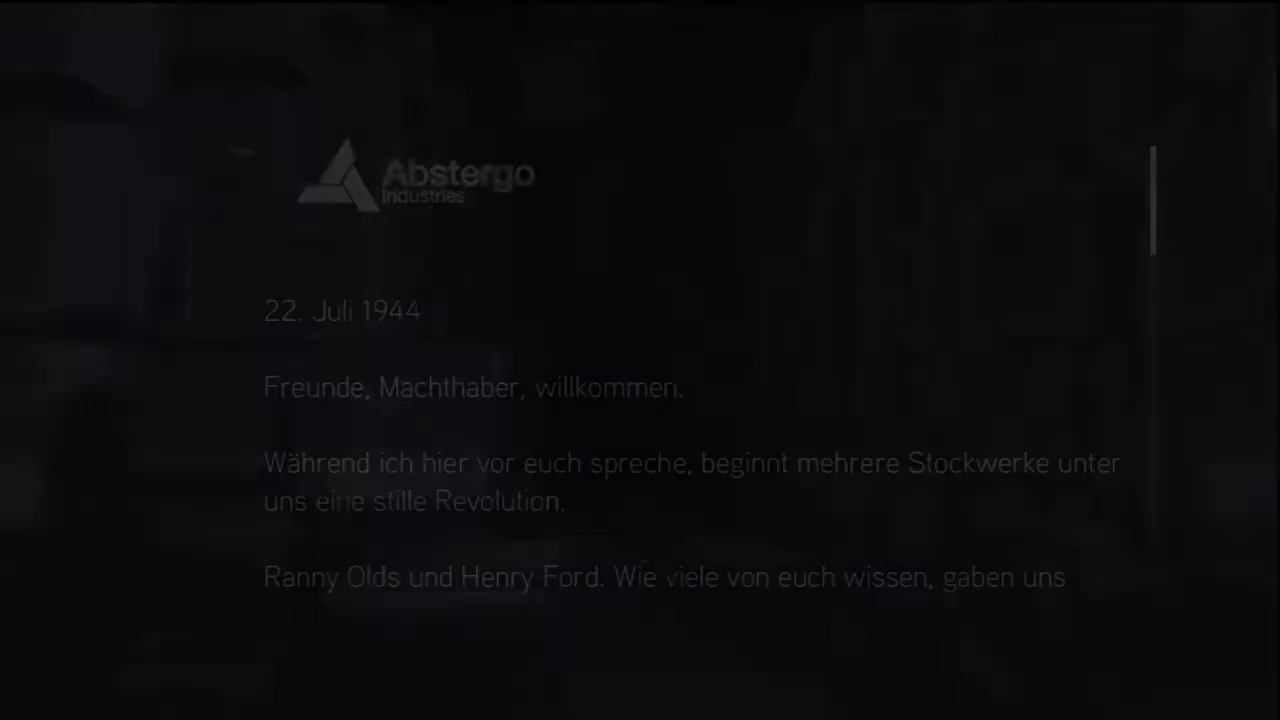 Abstergo
Industries
22. Juli 1944
Freunde, Machthaber, willkommen.
Während ich hier vor euch spreche, beginnt mehrere Stockwerke unter
uns eine stille Revolution.
Ranny Olds und Henry Ford. Wie viele von euch wissen, gaben uns